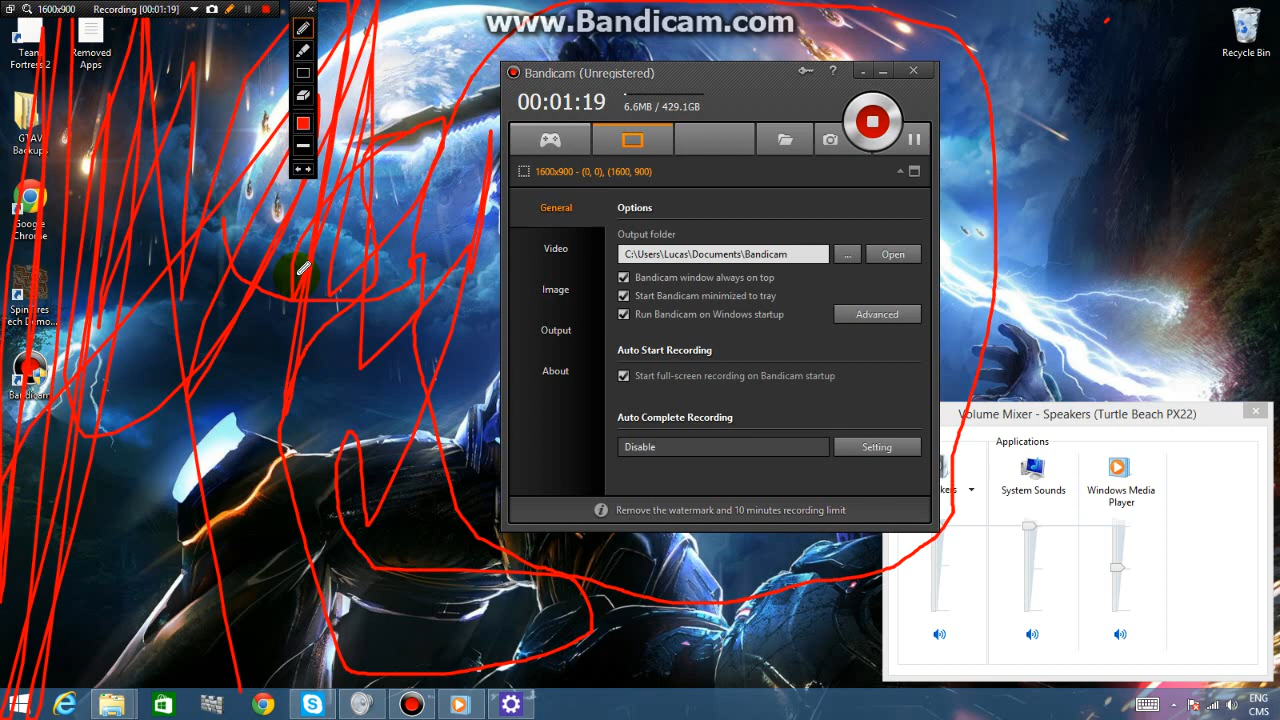 1600x900 Recording [00:01:19]
www.Bandicam.com
Team
Fortress 2
Removed
Apps
Recycle Bin
GTAV
Backups
Google
Chrome
Spintires
Tech Demo...
Bandicam
Bandicam (Unregistered)
00:01:19
6.6MB / 429.1GB
1600x900 - (0, 0), (1600, 900)
General
Video
Image
Output
About
Options
Output folder
C:\Users\Lucas\Documents\Bandicam
...
Open
Bandicam window always on top
Start Bandicam minimized to tray
Run Bandicam on Windows startup
Advanced
Auto Start Recording
Start full-screen recording on Bandicam startup
Auto Complete Recording
Disable
Setting
Remove the watermark and 10 minutes recording limit
Volume Mixer - Speakers (Turtle Beach PX22)
Applications
System Sounds
Windows Media
Player
ENG
CMS